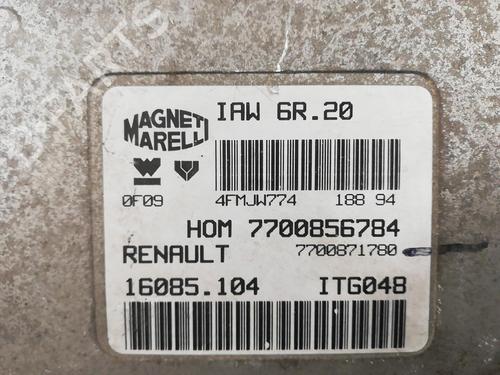 IAW 6R.20
MAGNETI
MARELLI
0F09 4FMJW774 188 94
HOM 7700856784
RENAULT 7700871780
16085.104 ITG048